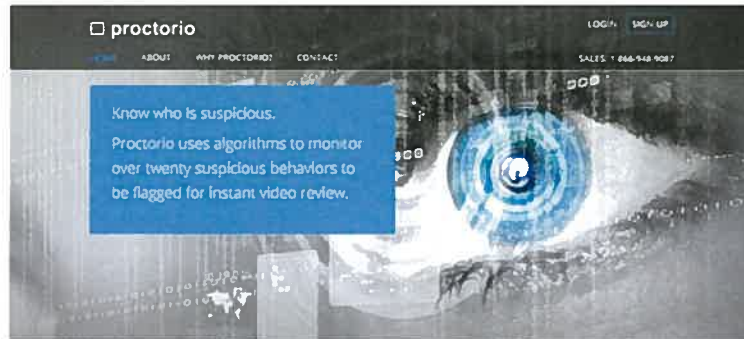 proctorio
LOGIN SIGN UP
HOME ABOUT WHY PROCTORIO? CONTACT
SALES: 1-866-948-9087
Know who is suspicious.
Proctorio uses algorithms to monitor
over twenty suspicious behaviors to
be flagged for instant video review.